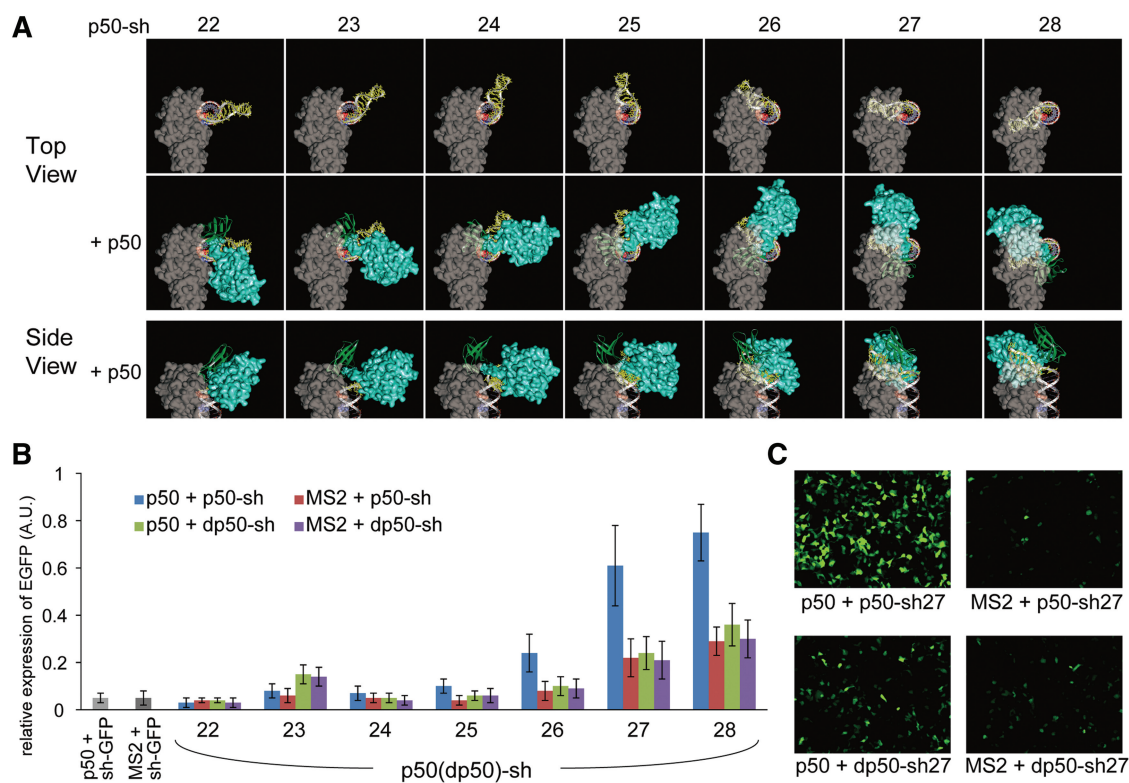 A
p50-sh 22 23 24 25 26 27 28
Top
View
+ p50
Side
View
+ p50
B
relative expression of EGFP (A.U.)
1
0.8
0.6
0.4
0.2
0
p50 + p50-sh MS2 + p50-sh
p50 + dp50-sh MS2 + dp50-sh
p50 +
sh-GFP
MS2 +
sh-GFP
22 23 24 25 26 27 28
p50(dp50)-sh
C
p50 + p50-sh27 MS2 + p50-sh27
p50 + dp50-sh27 MS2 + dp50-sh27